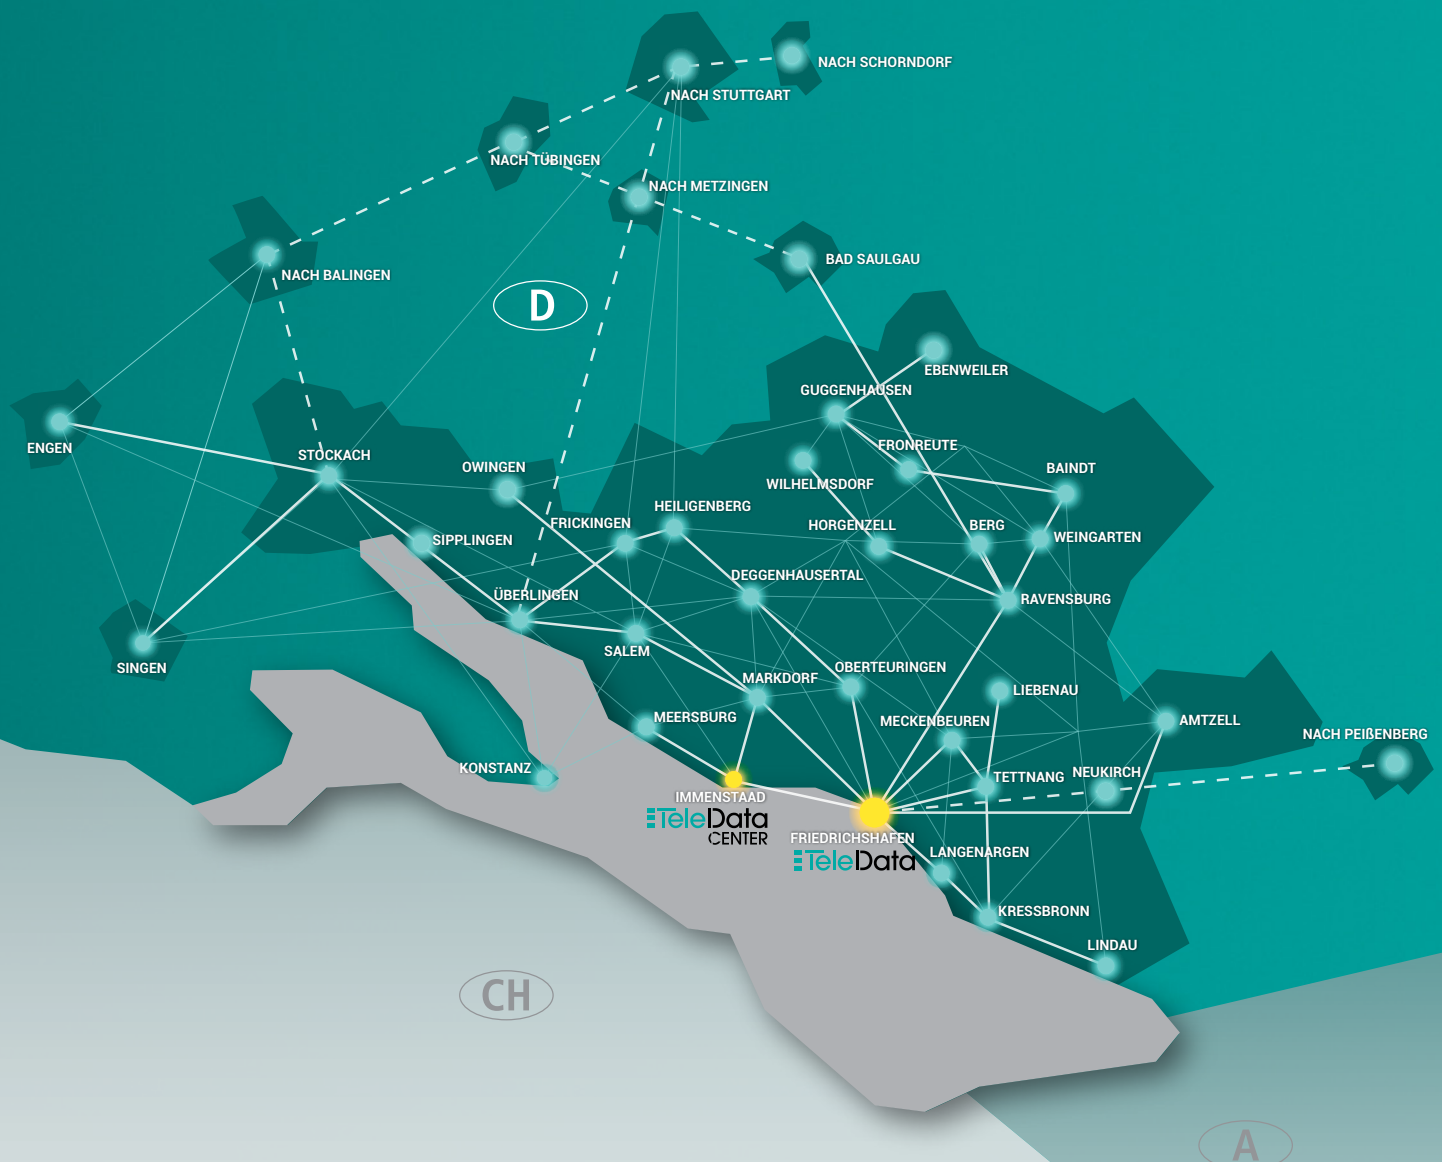 NACH SCHORNDORF
NACH STUTTGART
NACH TÜBINGEN
NACH METZINGEN
BAD SAULGAU
NACH BALINGEN
D
EBENWEILER
GUGGENHAUSEN
ENGEN
STOCKACH
FRONREUTE
OWINGEN
BAINDT
WILHELMSDORF
HEILIGENBERG
FRICKINGEN
HORGENZELL
BERG
WEINGARTEN
SIPPLINGEN
DEGGENHAUSERTAL
ÜBERLINGEN
RAVENSBURG
SALEM
SINGEN
OBERTEURINGEN
MARKDORF
LIEBENAU
MEERSBURG
MECKENBEUREN
AMTZELL
NACH PEIßENBERG
KONSTANZ
TETTNANG
NEUKIRCH
IMMENSTAAD
TeleData
CENTER
FRIEDRICHSHAFEN
TeleData
LANGENARGEN
KRESSBRONN
LINDAU
CH
A